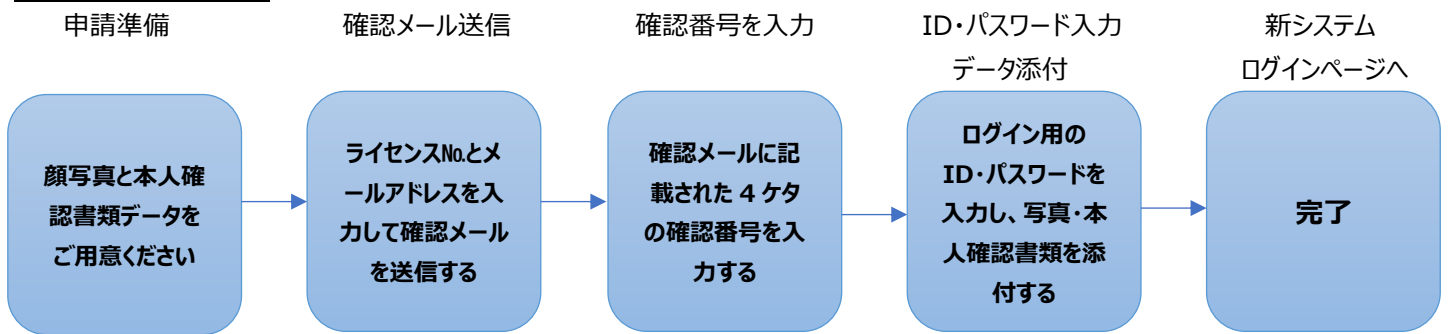 申請準備
確認メール送信
確認番号を入力
ID・パスワード入力
データ添付
新システム
ログインページへ
顔写真と本人確
認書類データを
ご用意ください
ライセンス№とメ
ールアドレスを入
力して確認メール
を送信する
確認メールに記
載された 4 ケタ
の確認番号を入
力する
ログイン用の
ID・パスワードを
入力し、写真・本
人確認書類を添
付する
完了